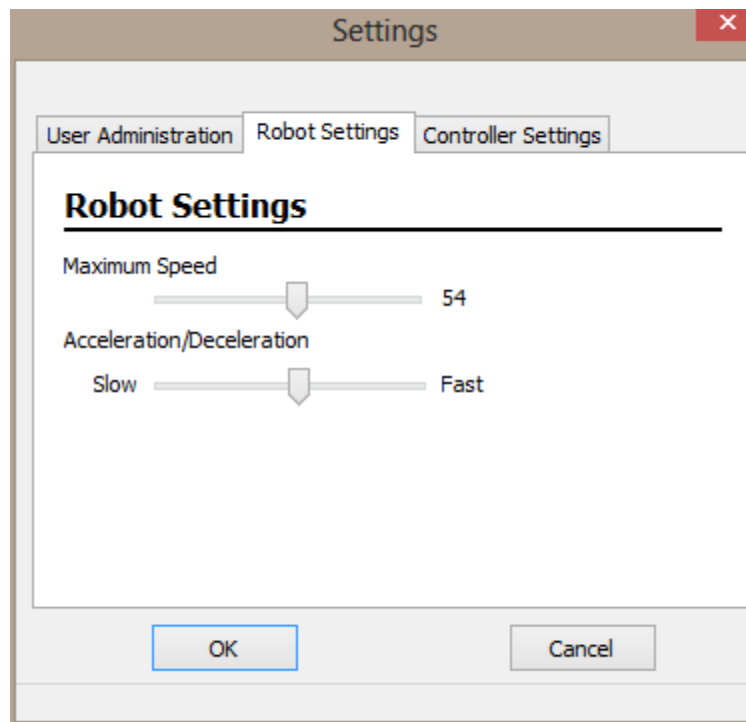 Settings
User Administration Robot Settings Controller Settings
Robot Settings
Maximum Speed
54
Acceleration/Deceleration
Slow Fast
OK Cancel